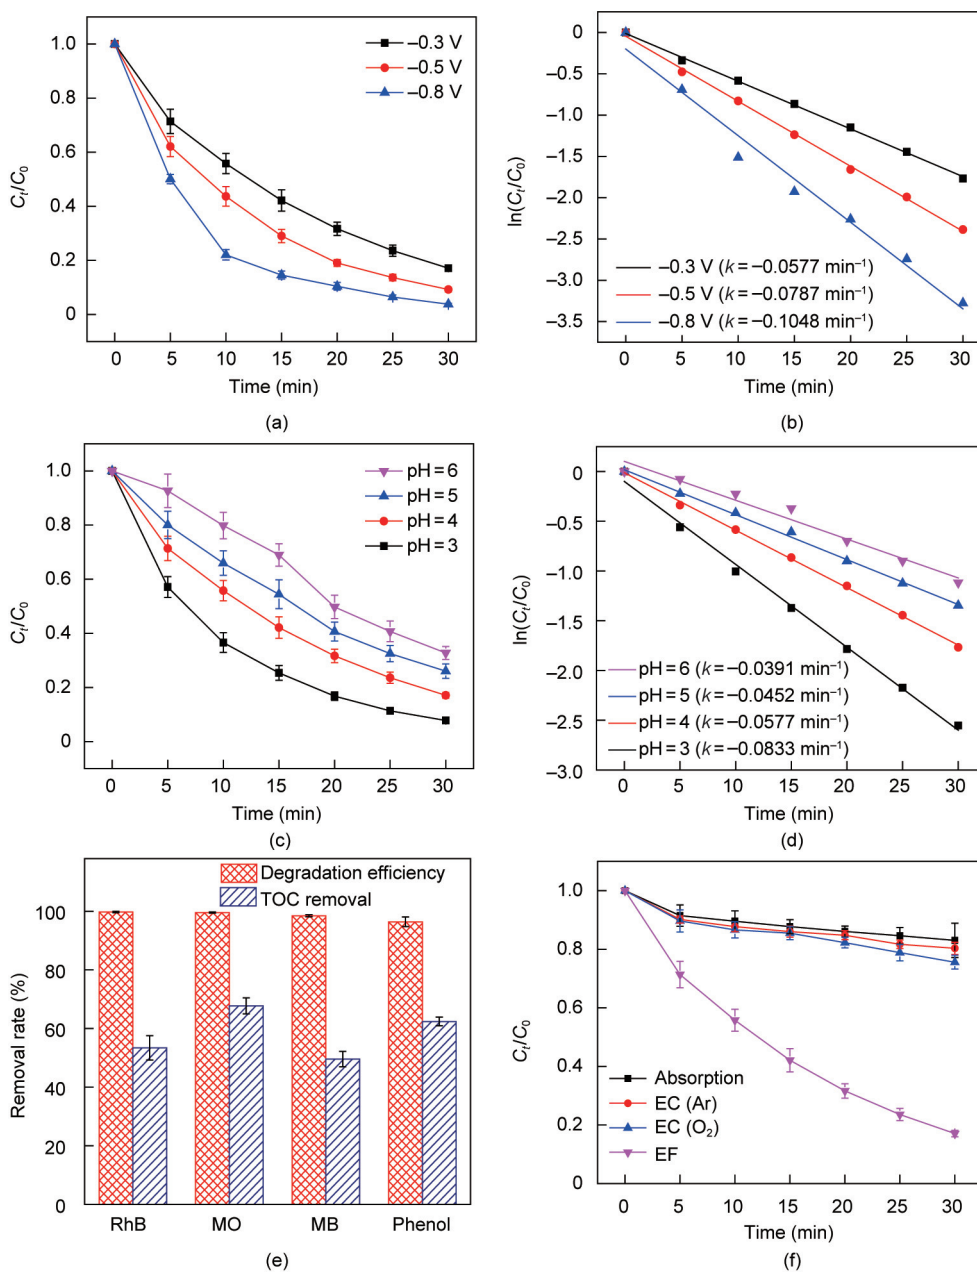 –0.3 V
–0.5 V
–0.8 V
1.0
0.8
0.6
0.4
0.2
0
Cₜ/C₀
0 5 10 15 20 25 30
Time (min)
(a)
0
–0.5
–1.0
–1.5
–2.0
–2.5
–3.0
–3.5
ln(Cₜ/C₀)
–0.3 V (k = –0.0577 min⁻¹)
–0.5 V (k = –0.0787 min⁻¹)
–0.8 V (k = –0.1048 min⁻¹)
0 5 10 15 20 25 30
Time (min)
(b)
pH = 6
pH = 5
pH = 4
pH = 3
1.0
0.8
0.6
0.4
0.2
0
Cₜ/C₀
0 5 10 15 20 25 30
Time (min)
(c)
0
–0.5
–1.0
–1.5
–2.0
–2.5
–3.0
ln(Cₜ/C₀)
pH = 6 (k = –0.0391 min⁻¹)
pH = 5 (k = –0.0452 min⁻¹)
pH = 4 (k = –0.0577 min⁻¹)
pH = 3 (k = –0.0833 min⁻¹)
0 5 10 15 20 25 30
Time (min)
(d)
Degradation efficiency
TOC removal
100
80
60
40
20
0
Removal rate (%)
RhB MO MB Phenol
(e)
1.0
0.8
0.6
0.4
0.2
0
Cₜ/C₀
Absorption
EC (Ar)
EC (O₂)
EF
0 5 10 15 20 25 30
Time (min)
(f)